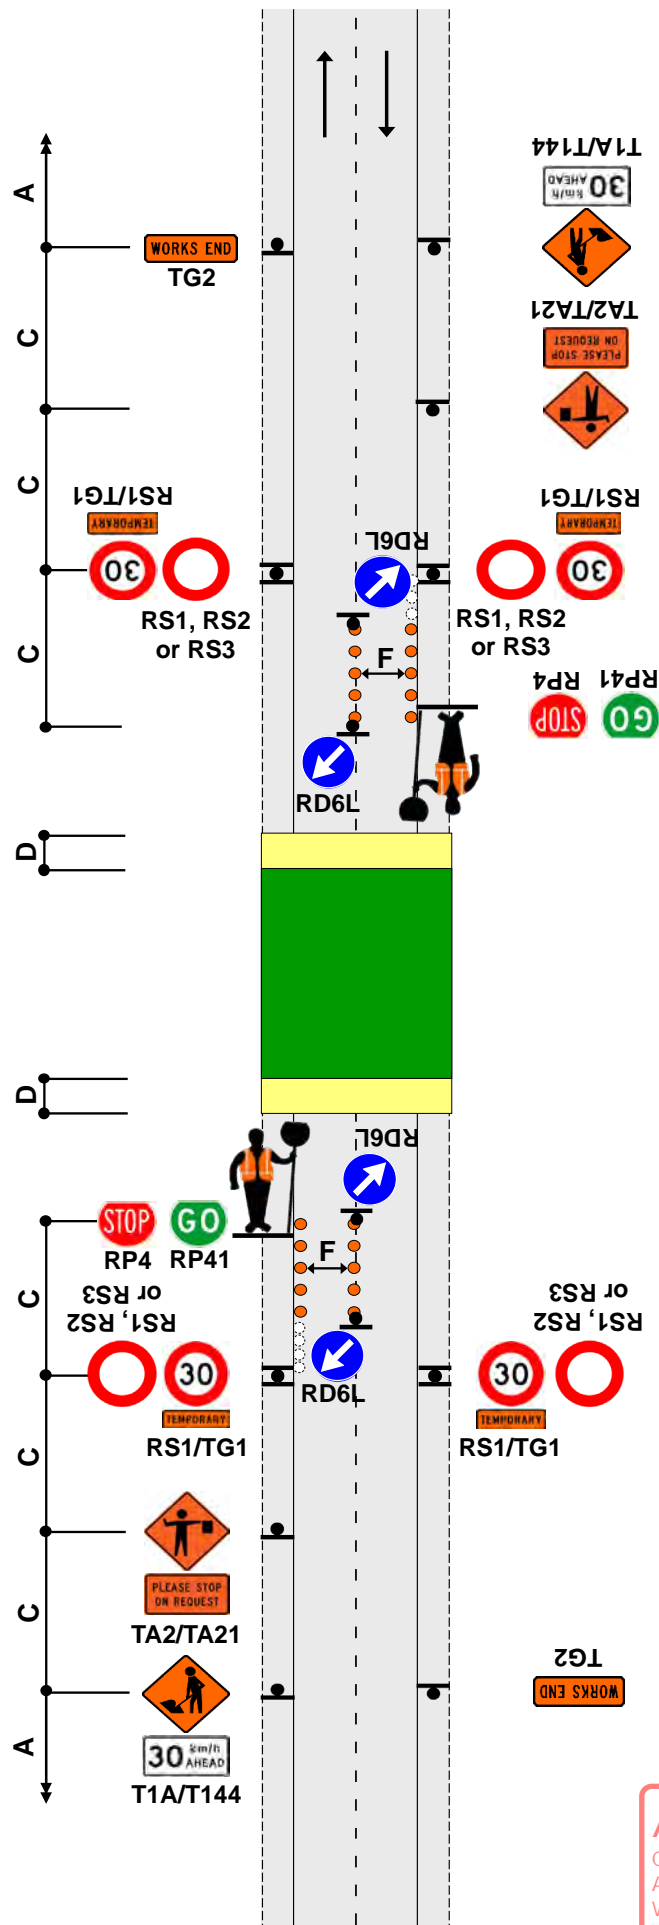 A
WORKS END
TG2
T1A/T144
30 km/h
AHEAD
C
TA2/TA21
PLEASE STOP
ON REQUEST
C
RS1/TG1
TEMPORARY
30
RS1, RS2
or RS3
RD6L
RS1/TG1
TEMPORARY
30
RS1, RS2
or RS3
C
F
RP4
RP41
STOP
GO
RD6L
D
D
RD6L
STOP
GO
RP4
RP41
F
C
RS1, RS2
or RS3
30
TEMPORARY
RS1/TG1
RD6L
RS1, RS2
or RS3
30
TEMPORARY
RS1/TG1
C
PLEASE STOP
ON REQUEST
TA2/TA21
C
TG2
WORKS END
A
30 km/h
AHEAD
T1A/T144